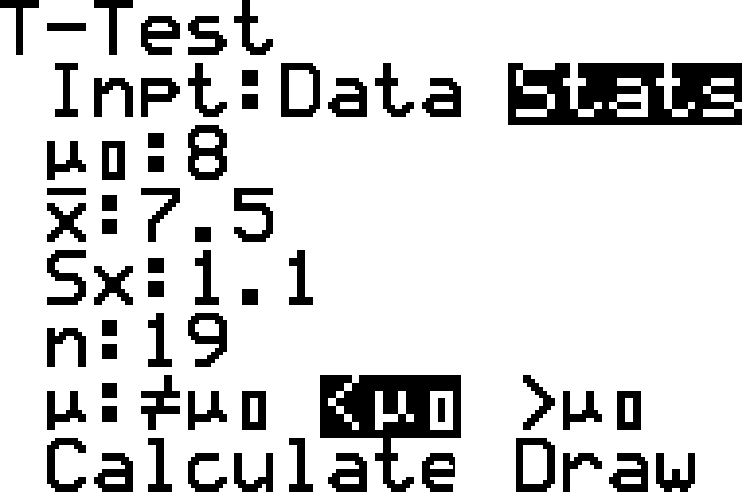 T-Test
Inpt:Data Stats
μ₀:8
x̄:7.5
Sx:1.1
n:19
μ:≠μ₀ <μ₀ >μ₀
Calculate Draw